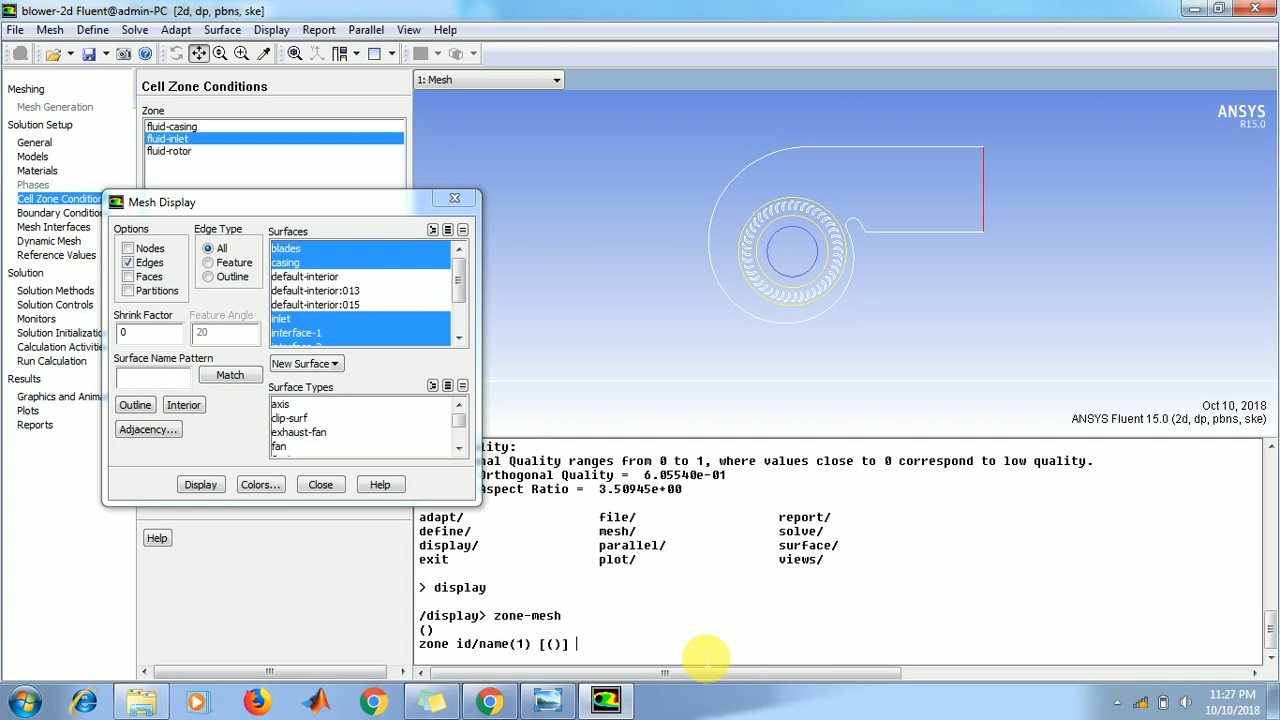 blower-2d Fluent@admin-PC [2d, dp, pbns, ske]
File Mesh Define Solve Adapt Surface Display Report Parallel View Help
Meshing
Mesh Generation
Solution Setup
General
Models
Materials
Phases
Cell Zone Condition
Boundary Condition
Mesh Interfaces
Dynamic Mesh
Reference Values
Solution
Solution Methods
Solution Controls
Monitors
Solution Initializatio
Calculation Activitie
Run Calculation
Results
Graphics and Anima
Plots
Reports
Cell Zone Conditions
Zone
fluid-casing
fluid-inlet
fluid-rotor
Help
Mesh Display
Options
Nodes
Edges
Faces
Partitions
Edge Type
All
Feature
Outline
Shrink Factor
0
Feature Angle
20
Surface Name Pattern
Match
Outline Interior
Adjacency...
Surfaces
blades
casing
default-interior
default-interior:013
default-interior:015
inlet
interface-1
interface-2
New Surface
Surface Types
axis
clip-surf
exhaust-fan
fan
Display Colors... Close Help
1: Mesh
ANSYS
R15.0
Oct 10, 2018
ANSYS Fluent 15.0 (2d, dp, pbns, ske)
lity:
al Quality ranges from 0 to 1, where values close to 0 correspond to low quality.
Orthogonal Quality = 6.05540e-01
Aspect Ratio = 3.50945e+00
adapt/ file/ report/
define/ mesh/ solve/
display/ parallel/ surface/
exit plot/ views/
> display
/display> zone-mesh
()
zone id/name(1) [()]
11:27 PM
10/10/2018